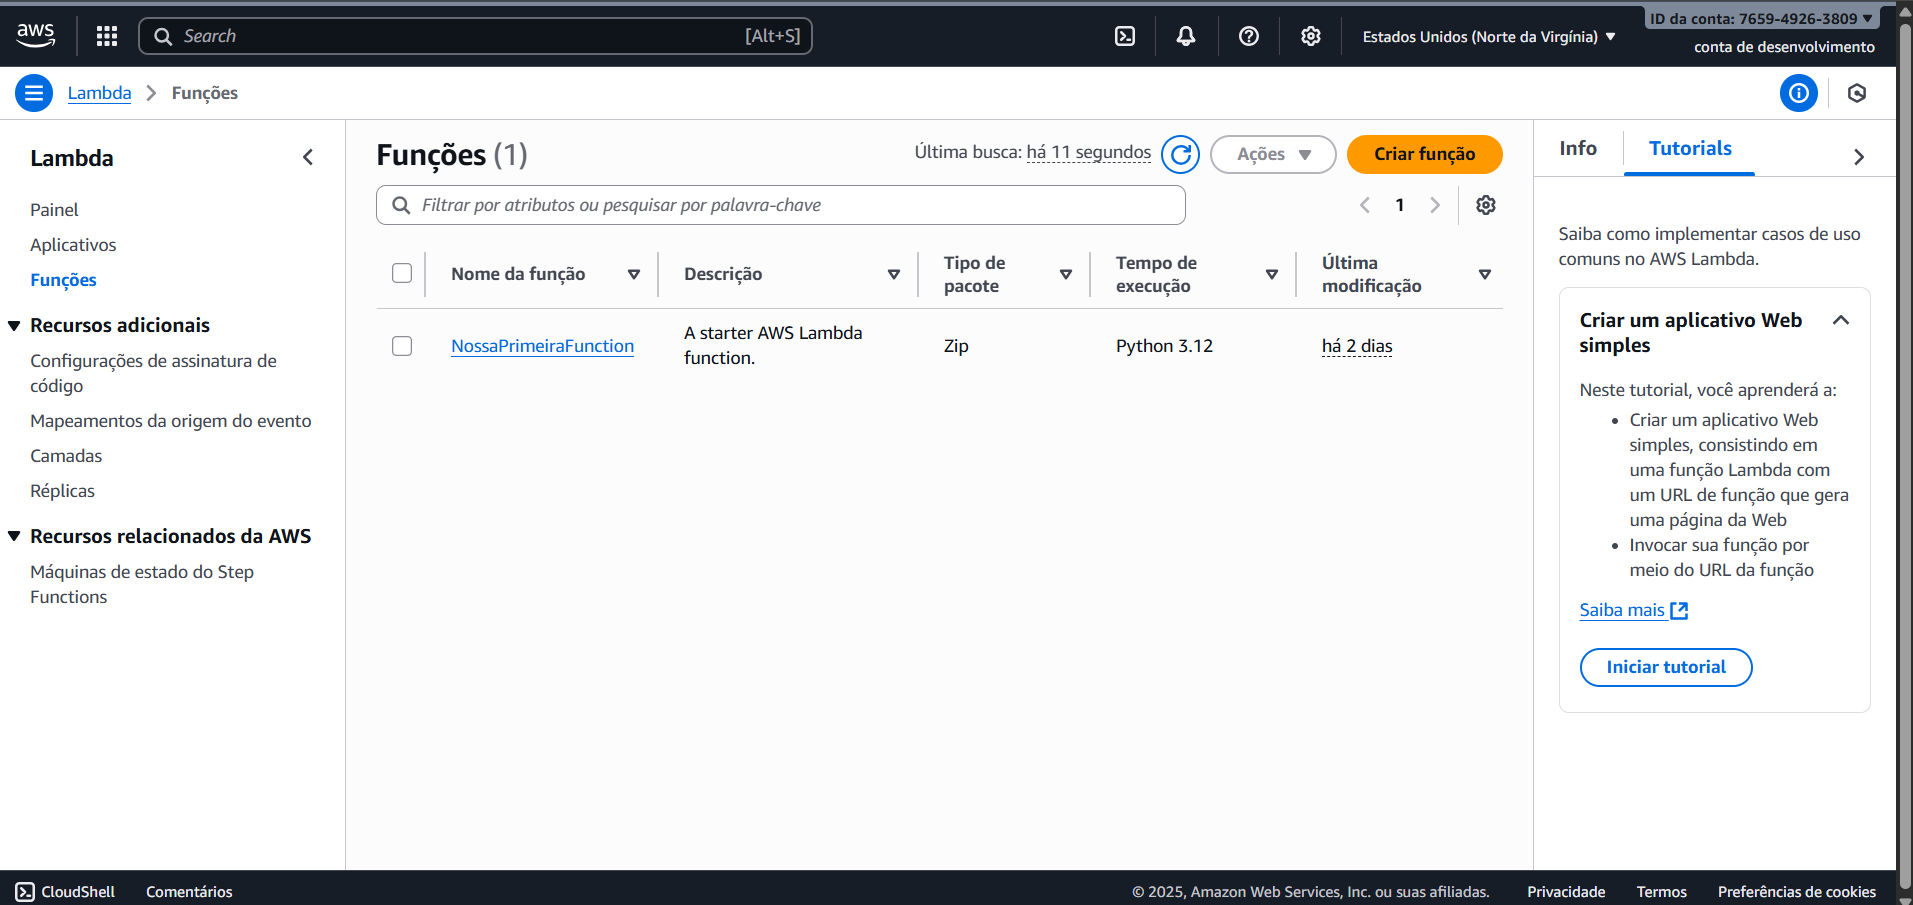 aws
Search
[Alt+S]
Estados Unidos (Norte da Virgínia)
ID da conta: 7659-4926-3809
conta de desenvolvimento
Lambda
Funções
Lambda
Painel
Aplicativos
Funções
Recursos adicionais
Configurações de assinatura de
código
Mapeamentos da origem do evento
Camadas
Réplicas
Recursos relacionados da AWS
Máquinas de estado do Step
Functions
Funções (1)
Última busca: há 11 segundos
Ações
Criar função
Filtrar por atributos ou pesquisar por palavra-chave
1
Nome da função
Descrição
Tipo de
pacote
Tempo de
execução
Última
modificação
NossaPrimeiraFunction
A starter AWS Lambda
function.
Zip
Python 3.12
há 2 dias
Info
Tutorials
Saiba como implementar casos de uso
comuns no AWS Lambda.
Criar um aplicativo Web
simples
Neste tutorial, você aprenderá a:
• Criar um aplicativo Web
simples, consistindo em
uma função Lambda com
um URL de função que gera
uma página da Web
• Invocar sua função por
meio do URL da função
Saiba mais
Iniciar tutorial
CloudShell
Comentários
© 2025, Amazon Web Services, Inc. ou suas afiliadas.
Privacidade
Termos
Preferências de cookies